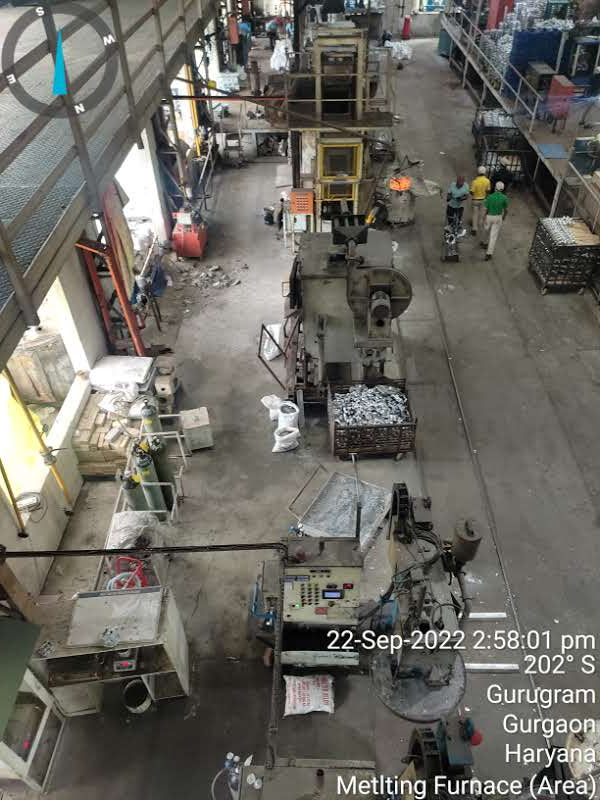 S
W
E
N
22-Sep-2022 2:58:01 pm
202° S
Gurugram
Gurgaon
Haryana
Metlting Furnace (Area)